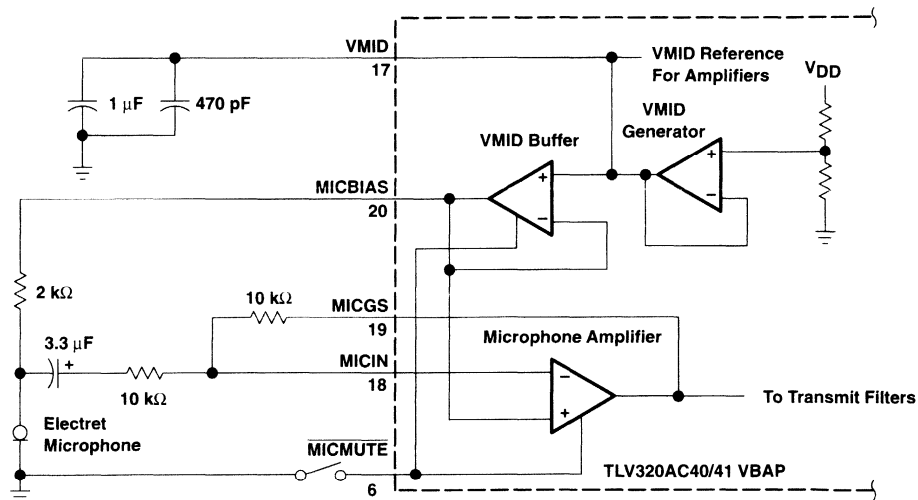 VMID
17
VMID Reference
For Amplifiers
VDD
1 μF
470 pF
VMID
Generator
VMID Buffer
+
−
+
−
MICBIAS
20
2 kΩ
10 kΩ
MICGS
19
Microphone Amplifier
3.3 μF
+
10 kΩ
MICIN
18
−
+
To Transmit Filters
Electret
Microphone
MICMUTE
6
TLV320AC40/41 VBAP